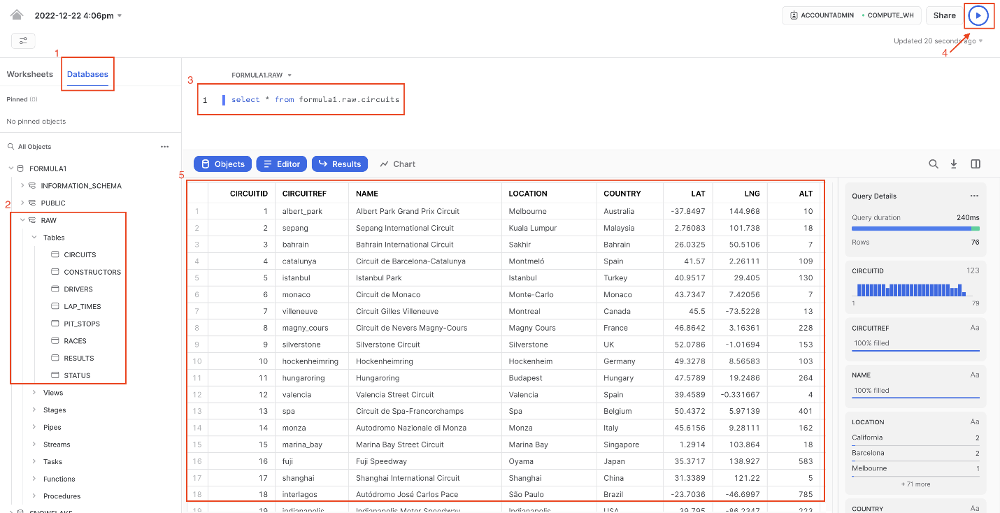 2022-12-22 4:06pm
ACCOUNTADMIN • COMPUTE_WH
Share
Updated 20 seconds ago
1
4
Worksheets Databases
Pinned (0)
No pinned objects
All Objects
FORMULA1
INFORMATION_SCHEMA
PUBLIC
2
RAW
Tables
CIRCUITS
CONSTRUCTORS
DRIVERS
LAP_TIMES
PIT_STOPS
RACES
RESULTS
STATUS
Views
Stages
Pipes
Streams
Tasks
Functions
Procedures
SNOWFLAKE
FORMULA1.RAW
3
1 select * from formula1.raw.circuits
Objects Editor Results Chart
5
CIRCUITID CIRCUITREF NAME LOCATION COUNTRY LAT LNG ALT
1 1 albert_park Albert Park Grand Prix Circuit Melbourne Australia -37.8497 144.968 10
2 2 sepang Sepang International Circuit Kuala Lumpur Malaysia 2.76083 101.738 18
3 3 bahrain Bahrain International Circuit Sakhir Bahrain 26.0325 50.5106 7
4 4 catalunya Circuit de Barcelona-Catalunya Montmeló Spain 41.57 2.26111 109
5 5 istanbul Istanbul Park Istanbul Turkey 40.9517 29.405 130
6 6 monaco Circuit de Monaco Monte-Carlo Monaco 43.7347 7.42056 7
7 7 villeneuve Circuit Gilles Villeneuve Montreal Canada 45.5 -73.5228 13
8 8 magny_cours Circuit de Nevers Magny-Cours Magny Cours France 46.8642 3.16361 228
9 9 silverstone Silverstone Circuit Silverstone UK 52.0786 -1.01694 153
10 10 hockenheimring Hockenheimring Hockenheim Germany 49.3278 8.56583 103
11 11 hungaroring Hungaroring Budapest Hungary 47.5789 19.2486 264
12 12 valencia Valencia Street Circuit Valencia Spain 39.4589 -0.331667 4
13 13 spa Circuit de Spa-Francorchamps Spa Belgium 50.4372 5.97139 401
14 14 monza Autodromo Nazionale di Monza Monza Italy 45.6156 9.28111 162
15 15 marina_bay Marina Bay Street Circuit Marina Bay Singapore 1.2914 103.864 18
16 16 fuji Fuji Speedway Oyama Japan 35.3717 138.927 583
17 17 shanghai Shanghai International Circuit Shanghai China 31.3389 121.22 5
18 18 interlagos Autódromo José Carlos Pace São Paulo Brazil -23.7036 -46.6997 785
19 19 indianapolis Indianapolis Motor Speedway Indianapolis USA 39.795 -86.2347 223
Query Details
Query duration 240ms
Rows 76
CIRCUITID 123
1 79
CIRCUITREF Aa
100% filled
NAME Aa
100% filled
LOCATION Aa
California 2
Barcelona 2
Melbourne 1
+ 71 more
COUNTRY Aa